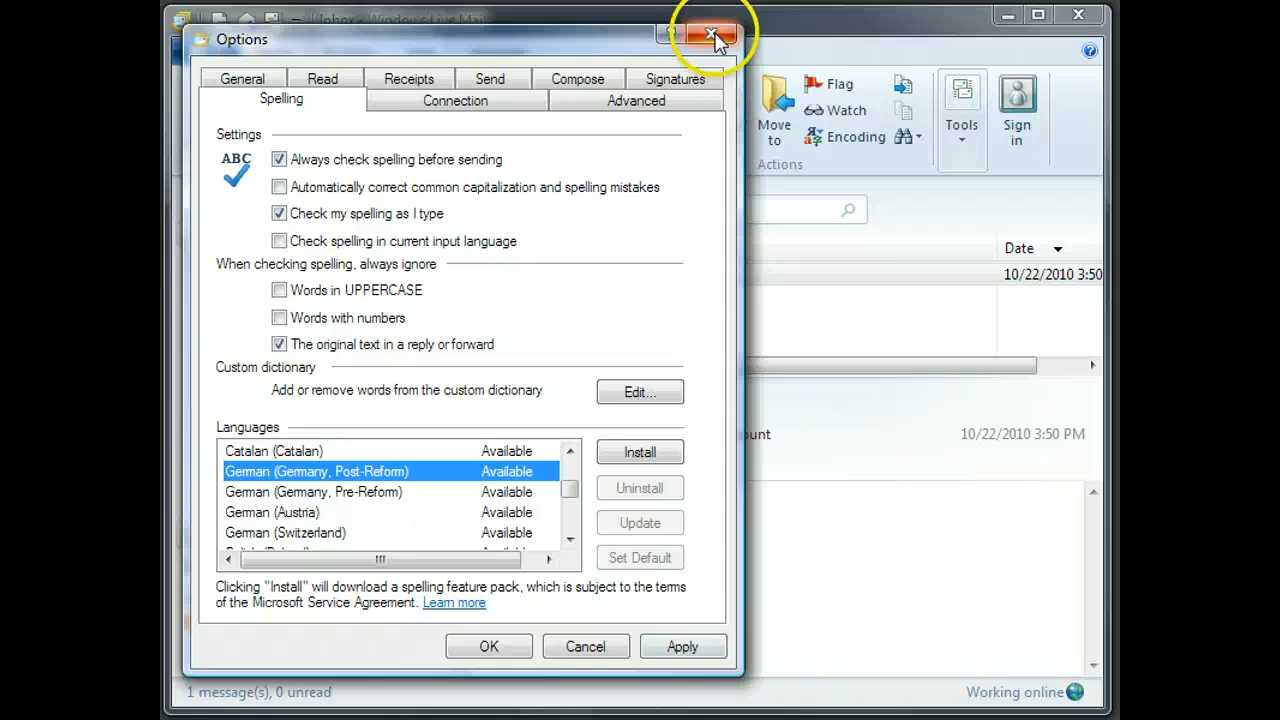 Inbox - Windows Live Mail
Options
General Read Receipts Send Compose Signatures
Spelling Connection Advanced
Settings
ABC
Always check spelling before sending
Automatically correct common capitalization and spelling mistakes
Check my spelling as I type
Check spelling in current input language
When checking spelling, always ignore
Words in UPPERCASE
Words with numbers
The original text in a reply or forward
Custom dictionary
Add or remove words from the custom dictionary Edit...
Languages
Catalan (Catalan) Available
German (Germany, Post-Reform) Available
German (Germany, Pre-Reform) Available
German (Austria) Available
German (Switzerland) Available
Install
Uninstall
Update
Set Default
Clicking "Install" will download a spelling feature pack, which is subject to the terms
of the Microsoft Service Agreement. Learn more
OK Cancel Apply
Move
to
Flag
Watch
Encoding
Actions
Tools
Sign
in
Date
10/22/2010 3:50
ount 10/22/2010 3:50 PM
1 message(s), 0 unread Working online